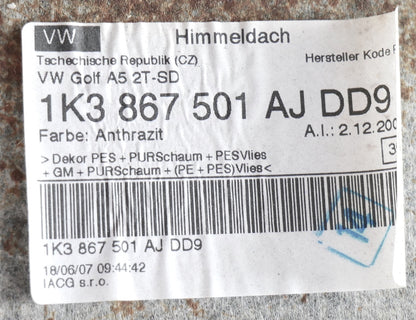 VW Himmeldach
Tschechische Republik (CZ) Hersteller Kode
VW Golf A5 2T-SD
1K3 867 501 AJ DD9
Farbe: Anthrazit A.I.: 2.12.200
> Dekor PES + PURSchaum + PESVlies
+ GM + PURSchaum + (PE + PES)Vlies < 3
1K3 867 501 AJ DD9
18/06/07 09:44:42
IACG s.r.o.